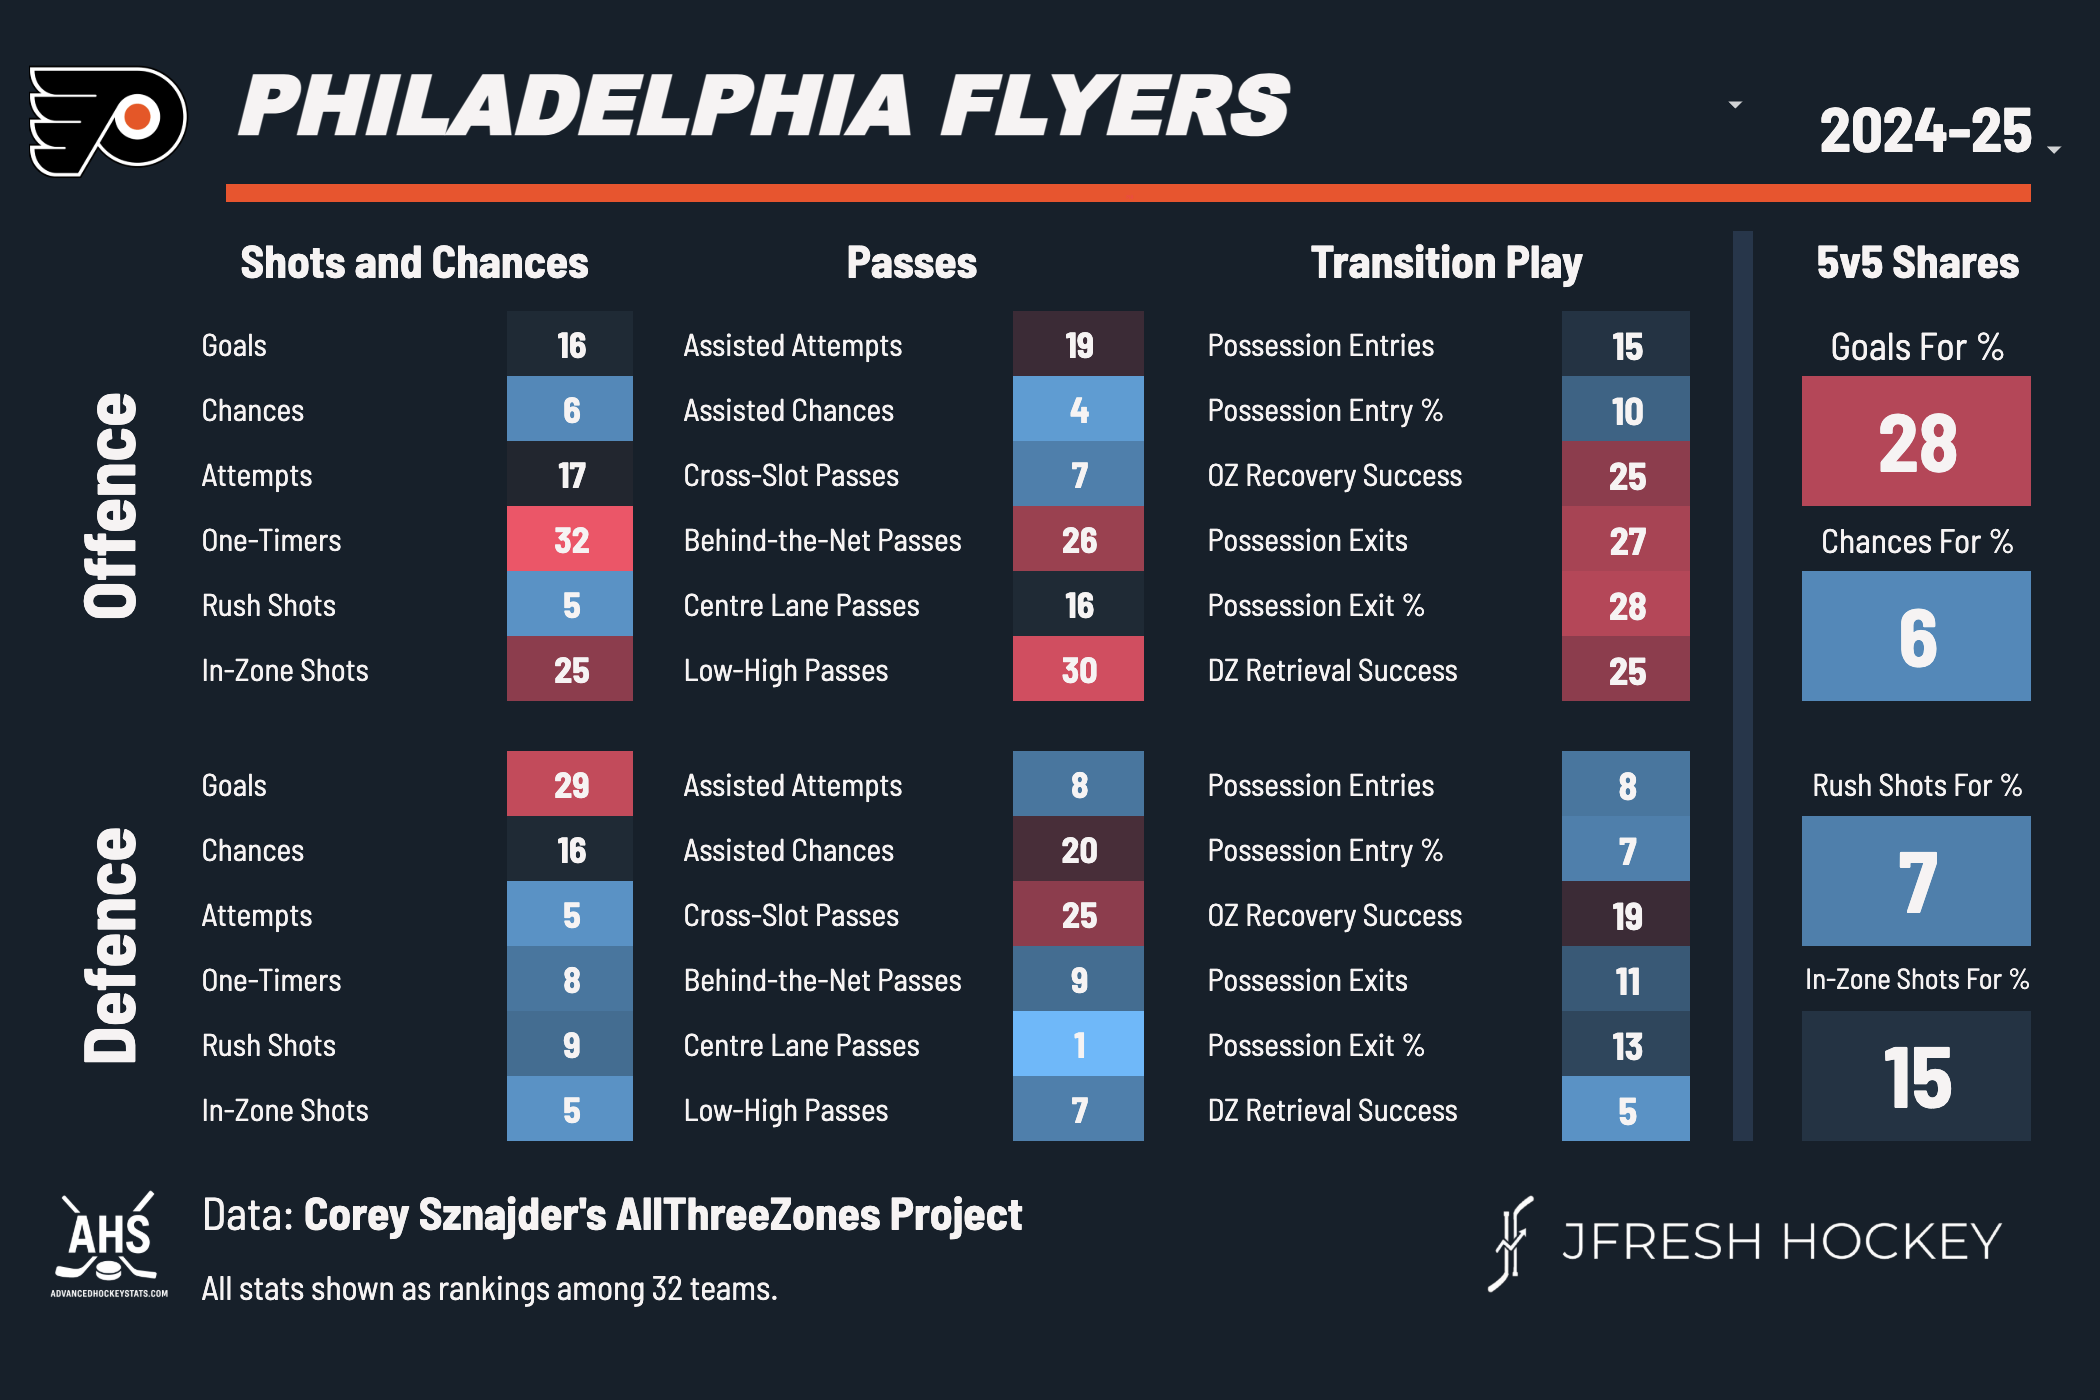 PHILADELPHIA FLYERS
2024-25
Shots and Chances
Passes
Transition Play
5v5 Shares
Offence
Goals 16
Chances 6
Attempts 17
One-Timers 32
Rush Shots 5
In-Zone Shots 25
Assisted Attempts 19
Assisted Chances 4
Cross-Slot Passes 7
Behind-the-Net Passes 26
Centre Lane Passes 16
Low-High Passes 30
Possession Entries 15
Possession Entry % 10
OZ Recovery Success 25
Possession Exits 27
Possession Exit % 28
DZ Retrieval Success 25
Goals For %
28
Chances For %
6
Defence
Goals 29
Chances 16
Attempts 5
One-Timers 8
Rush Shots 9
In-Zone Shots 5
Assisted Attempts 8
Assisted Chances 20
Cross-Slot Passes 25
Behind-the-Net Passes 9
Centre Lane Passes 1
Low-High Passes 7
Possession Entries 8
Possession Entry % 7
OZ Recovery Success 19
Possession Exits 11
Possession Exit % 13
DZ Retrieval Success 5
Rush Shots For %
7
In-Zone Shots For %
15
AHS
ADVANCEDHOCKEYSTATS.COM
Data: Corey Sznajder's AllThreeZones Project
All stats shown as rankings among 32 teams.
JFRESH HOCKEY